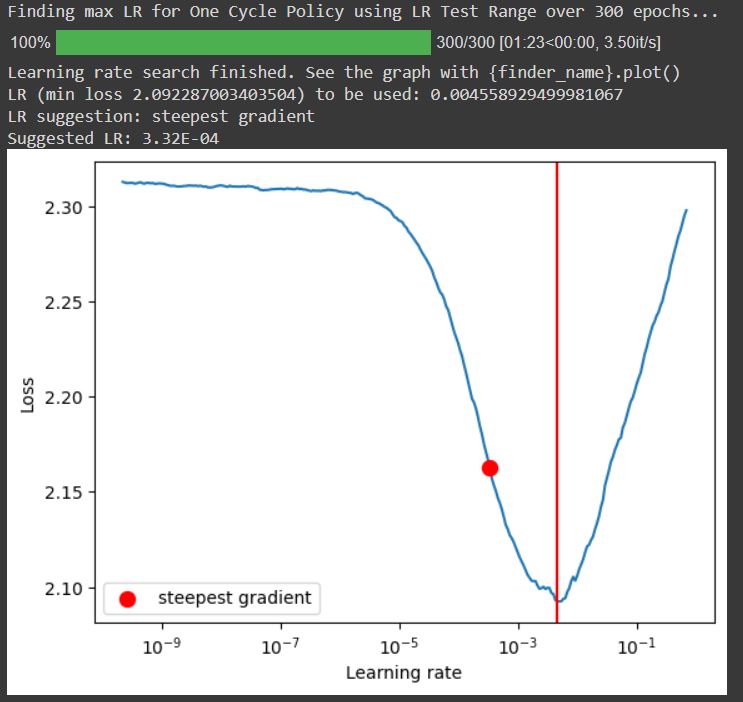 Finding max LR for One Cycle Policy using LR Test Range over 300 epochs...
100% 300/300 [01:23<00:00, 3.50it/s]
Learning rate search finished. See the graph with {finder_name}.plot()
LR (min loss 2.092287003403504) to be used: 0.004558929499981067
LR suggestion: steepest gradient
Suggested LR: 3.32E-04
2.30
2.25
2.20
2.15
2.10
Loss
steepest gradient
10⁻⁹ 10⁻⁷ 10⁻⁵ 10⁻³ 10⁻¹
Learning rate